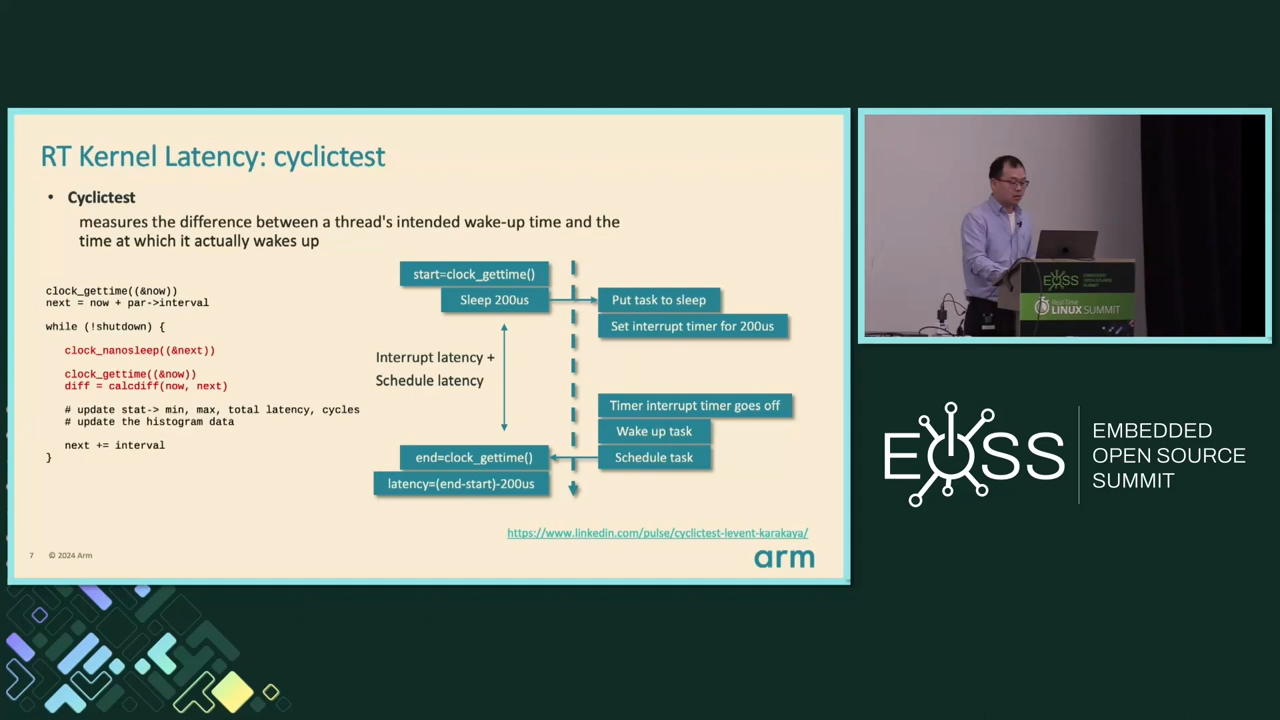 RT Kernel Latency: cyclictest
• Cyclictest
measures the difference between a thread's intended wake-up time and the
time at which it actually wakes up
clock_gettime((&now))
next = now + par->interval
while (!shutdown) {
clock_nanosleep((&next))
clock_gettime((&now))
diff = calcdiff(now, next)
# update stat-> min, max, total latency, cycles
# update the histogram data
next += interval
}
start=clock_gettime()
Sleep 200us
Put task to sleep
Set interrupt timer for 200us
Interrupt latency +
Schedule latency
Timer interrupt timer goes off
Wake up task
Schedule task
end=clock_gettime()
latency=(end-start)-200us
https://www.linkedin.com/pulse/cyclictest-levent-karakaya/
7 © 2024 Arm
arm
EOSS
Real-Time
LINUX SUMMIT
EOSS
EMBEDDED
OPEN SOURCE
SUMMIT